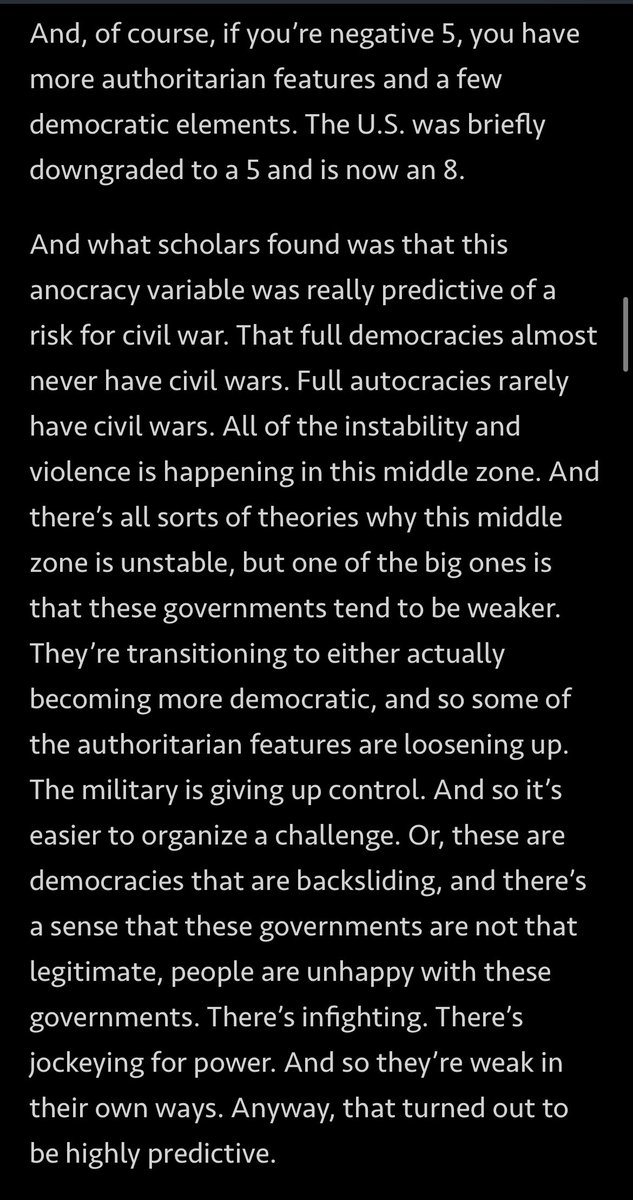 And, of course, if you’re negative 5, you have
more authoritarian features and a few
democratic elements. The U.S. was briefly
downgraded to a 5 and is now an 8.
And what scholars found was that this
anocracy variable was really predictive of a
risk for civil war. That full democracies almost
never have civil wars. Full autocracies rarely
have civil wars. All of the instability and
violence is happening in this middle zone. And
there’s all sorts of theories why this middle
zone is unstable, but one of the big ones is
that these governments tend to be weaker.
They’re transitioning to either actually
becoming more democratic, and so some of
the authoritarian features are loosening up.
The military is giving up control. And so it’s
easier to organize a challenge. Or, these are
democracies that are backsliding, and there’s
a sense that these governments are not that
legitimate, people are unhappy with these
governments. There’s infighting. There’s
jockeying for power. And so they’re weak in
their own ways. Anyway, that turned out to
be highly predictive.